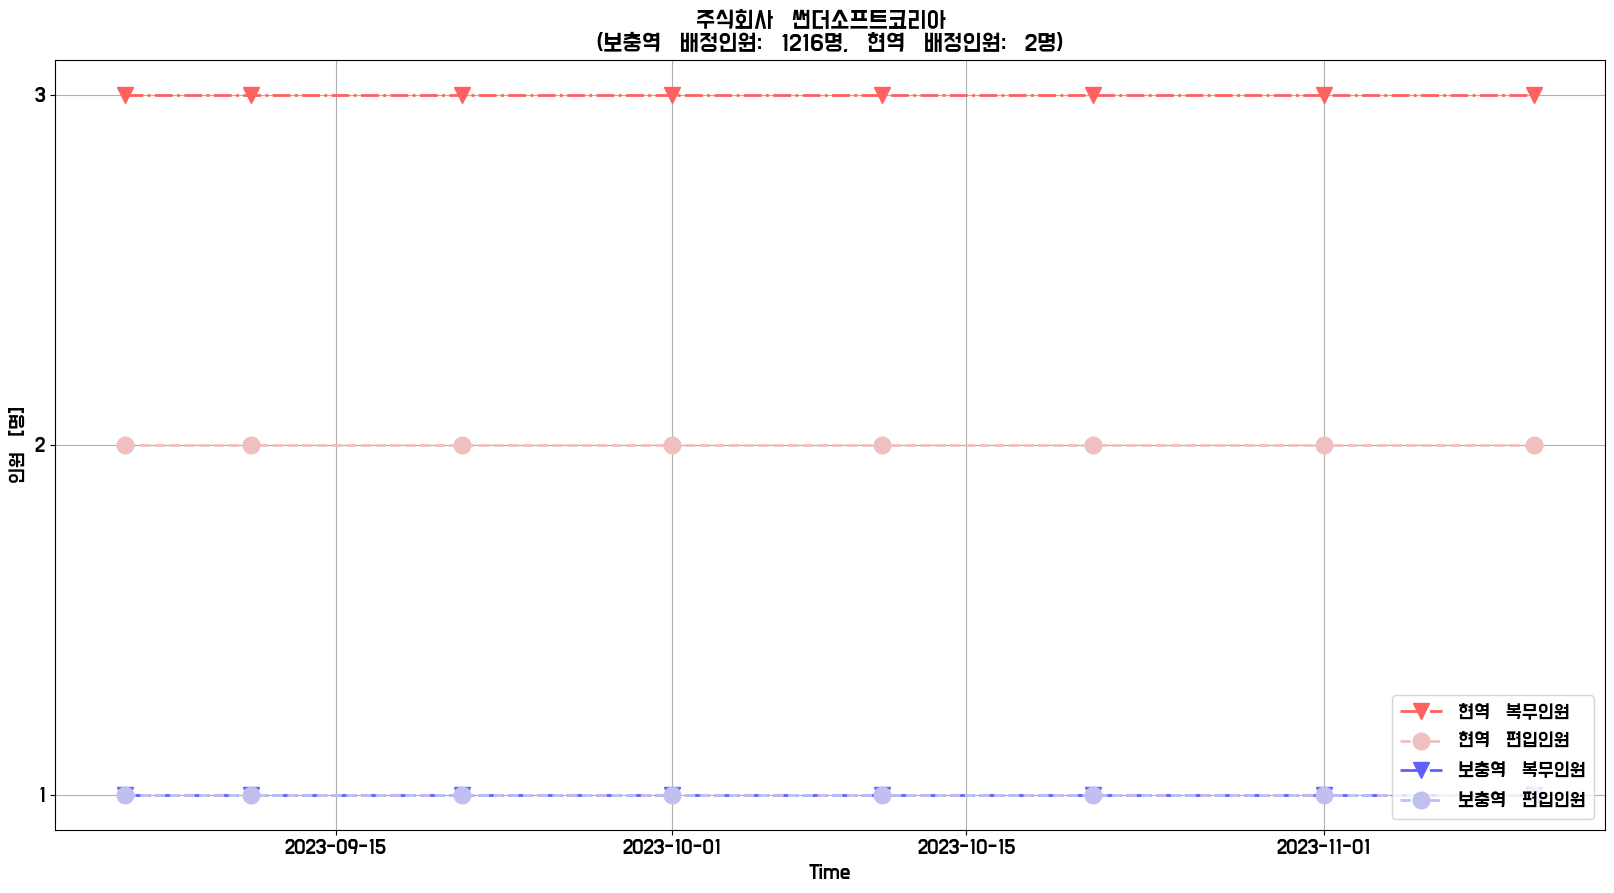 주식회사 썬더소프트코리아
(보충역 배정인원: 1216명, 현역 배정인원: 2명)
3
2
1
인원 [명]
2023-09-15
2023-10-01
2023-10-15
2023-11-01
Time
현역 복무인원
현역 편입인원
보충역 복무인원
보충역 편입인원